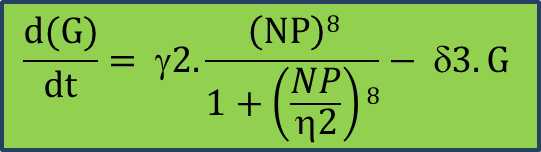 d(G)/dt = γ2. (NP)⁸ / 1 + (NP/η2)⁸ − δ3. G